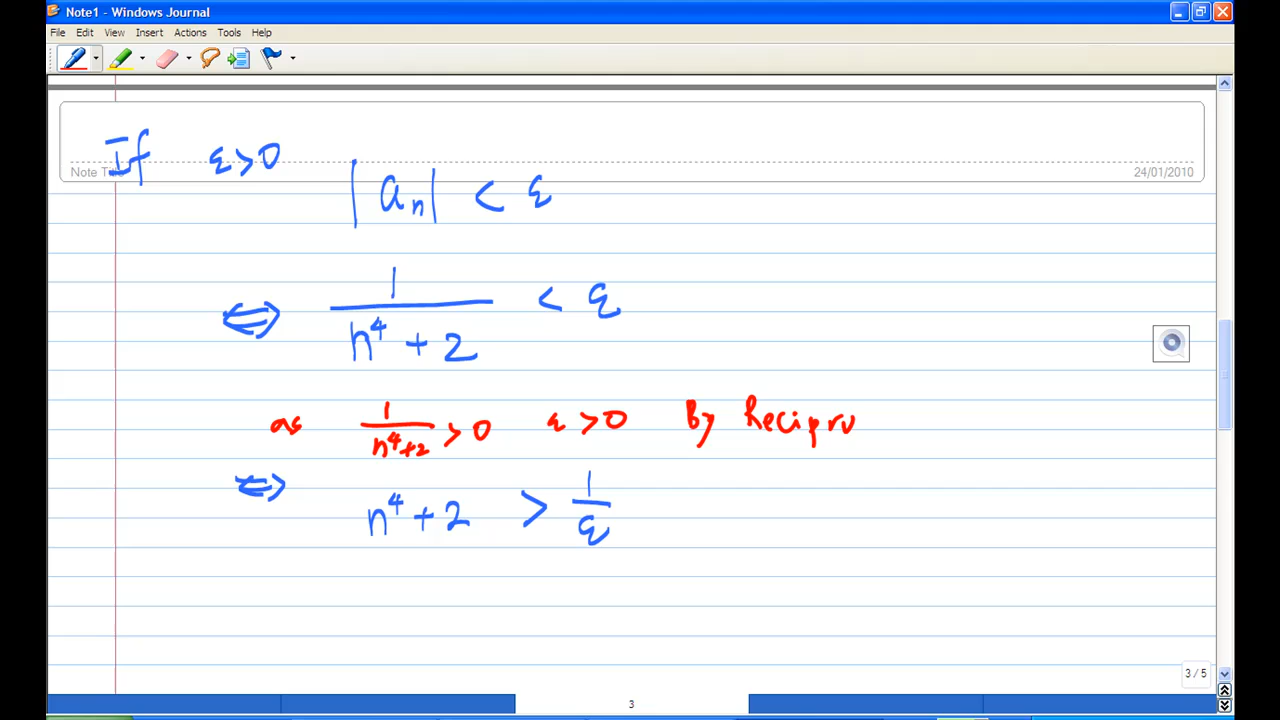 Note1 - Windows Journal
File Edit View Insert Actions Tools Help
If ε>0
Note Title
24/01/2010
|aₙ| < ε
⇔ 1/(n⁴ + 2) < ε
as 1/(n⁴+2) > 0 ε > 0 By Recipro
⇔ n⁴ + 2 > 1/ε
3 / 5
3